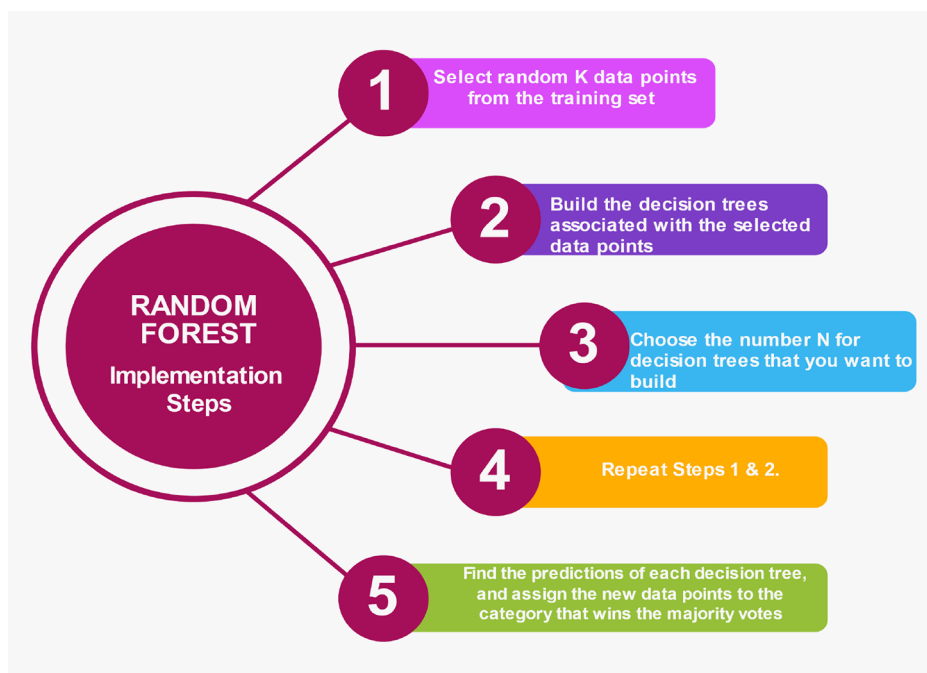 1
Select random K data points
from the training set
2
Build the decision trees
associated with the selected
data points
RANDOM
FOREST
Implementation
Steps
3
Choose the number N for
decision trees that you want to
build
4
Repeat Steps 1 & 2.
5
Find the predictions of each decision tree,
and assign the new data points to the
category that wins the majority votes